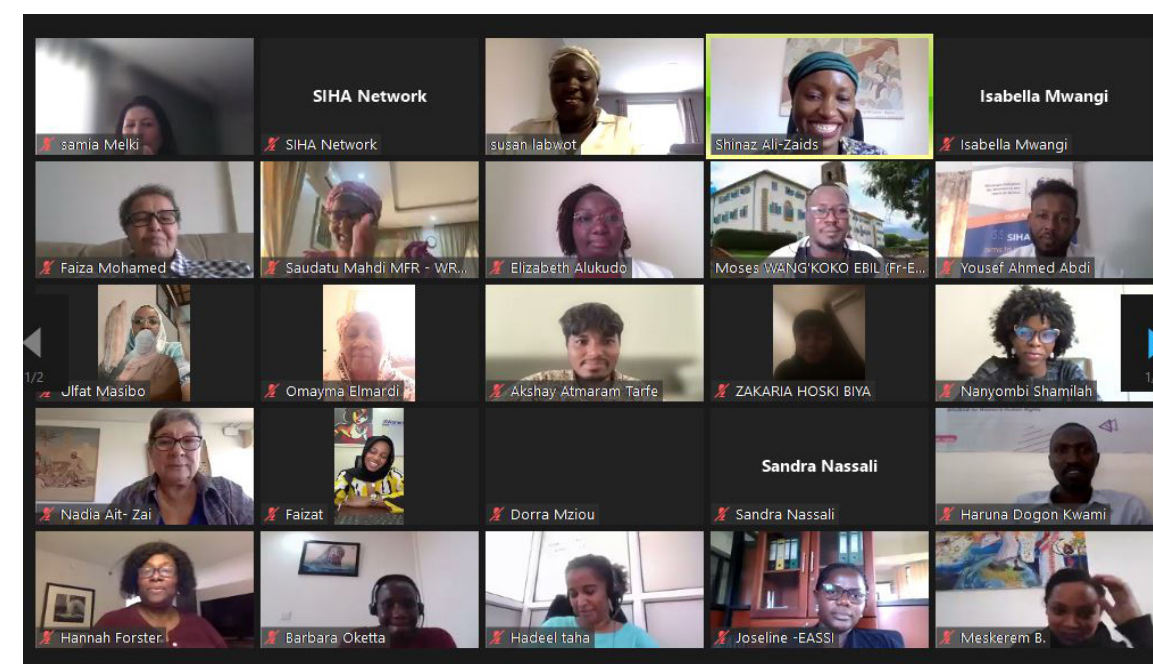 samia Melki
SIHA Network
SIHA Network
susan labwot
Shinaz Ali-Zaids
Isabella Mwangi
Isabella Mwangi
Faiza Mohamed
Saudatu Mahdi MFR - WR...
Elizabeth Alukudo
Moses WANG'KOKO EBIL (Fr-E...
SIHA
Yousef Ahmed Abdi
1/2
Ulfat Masibo
Omayma Elmardi
Akshay Atmaram Tarfe
ZAKARIA HOSKI BIYA
Nanyombi Shamilah
Nadia Ait- Zai
Faizat
Dorra Mziou
Sandra Nassali
Sandra Nassali
Haruna Dogon Kwami
Hannah Forster
Barbara Oketta
Hadeel taha
Joseline -EASSI
Meskerem B.